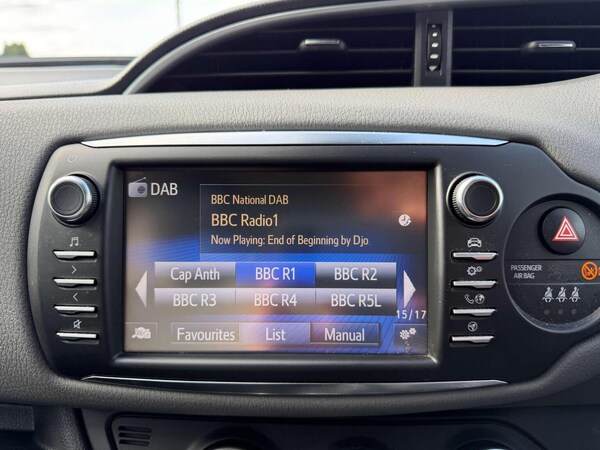 DAB
BBC National DAB
BBC Radio1
Now Playing: End of Beginning by Djo
Cap Anth
BBC R1
BBC R2
BBC R3
BBC R4
BBC R5L
15/17
Favourites
List
Manual
PASSENGER
AIR BAG